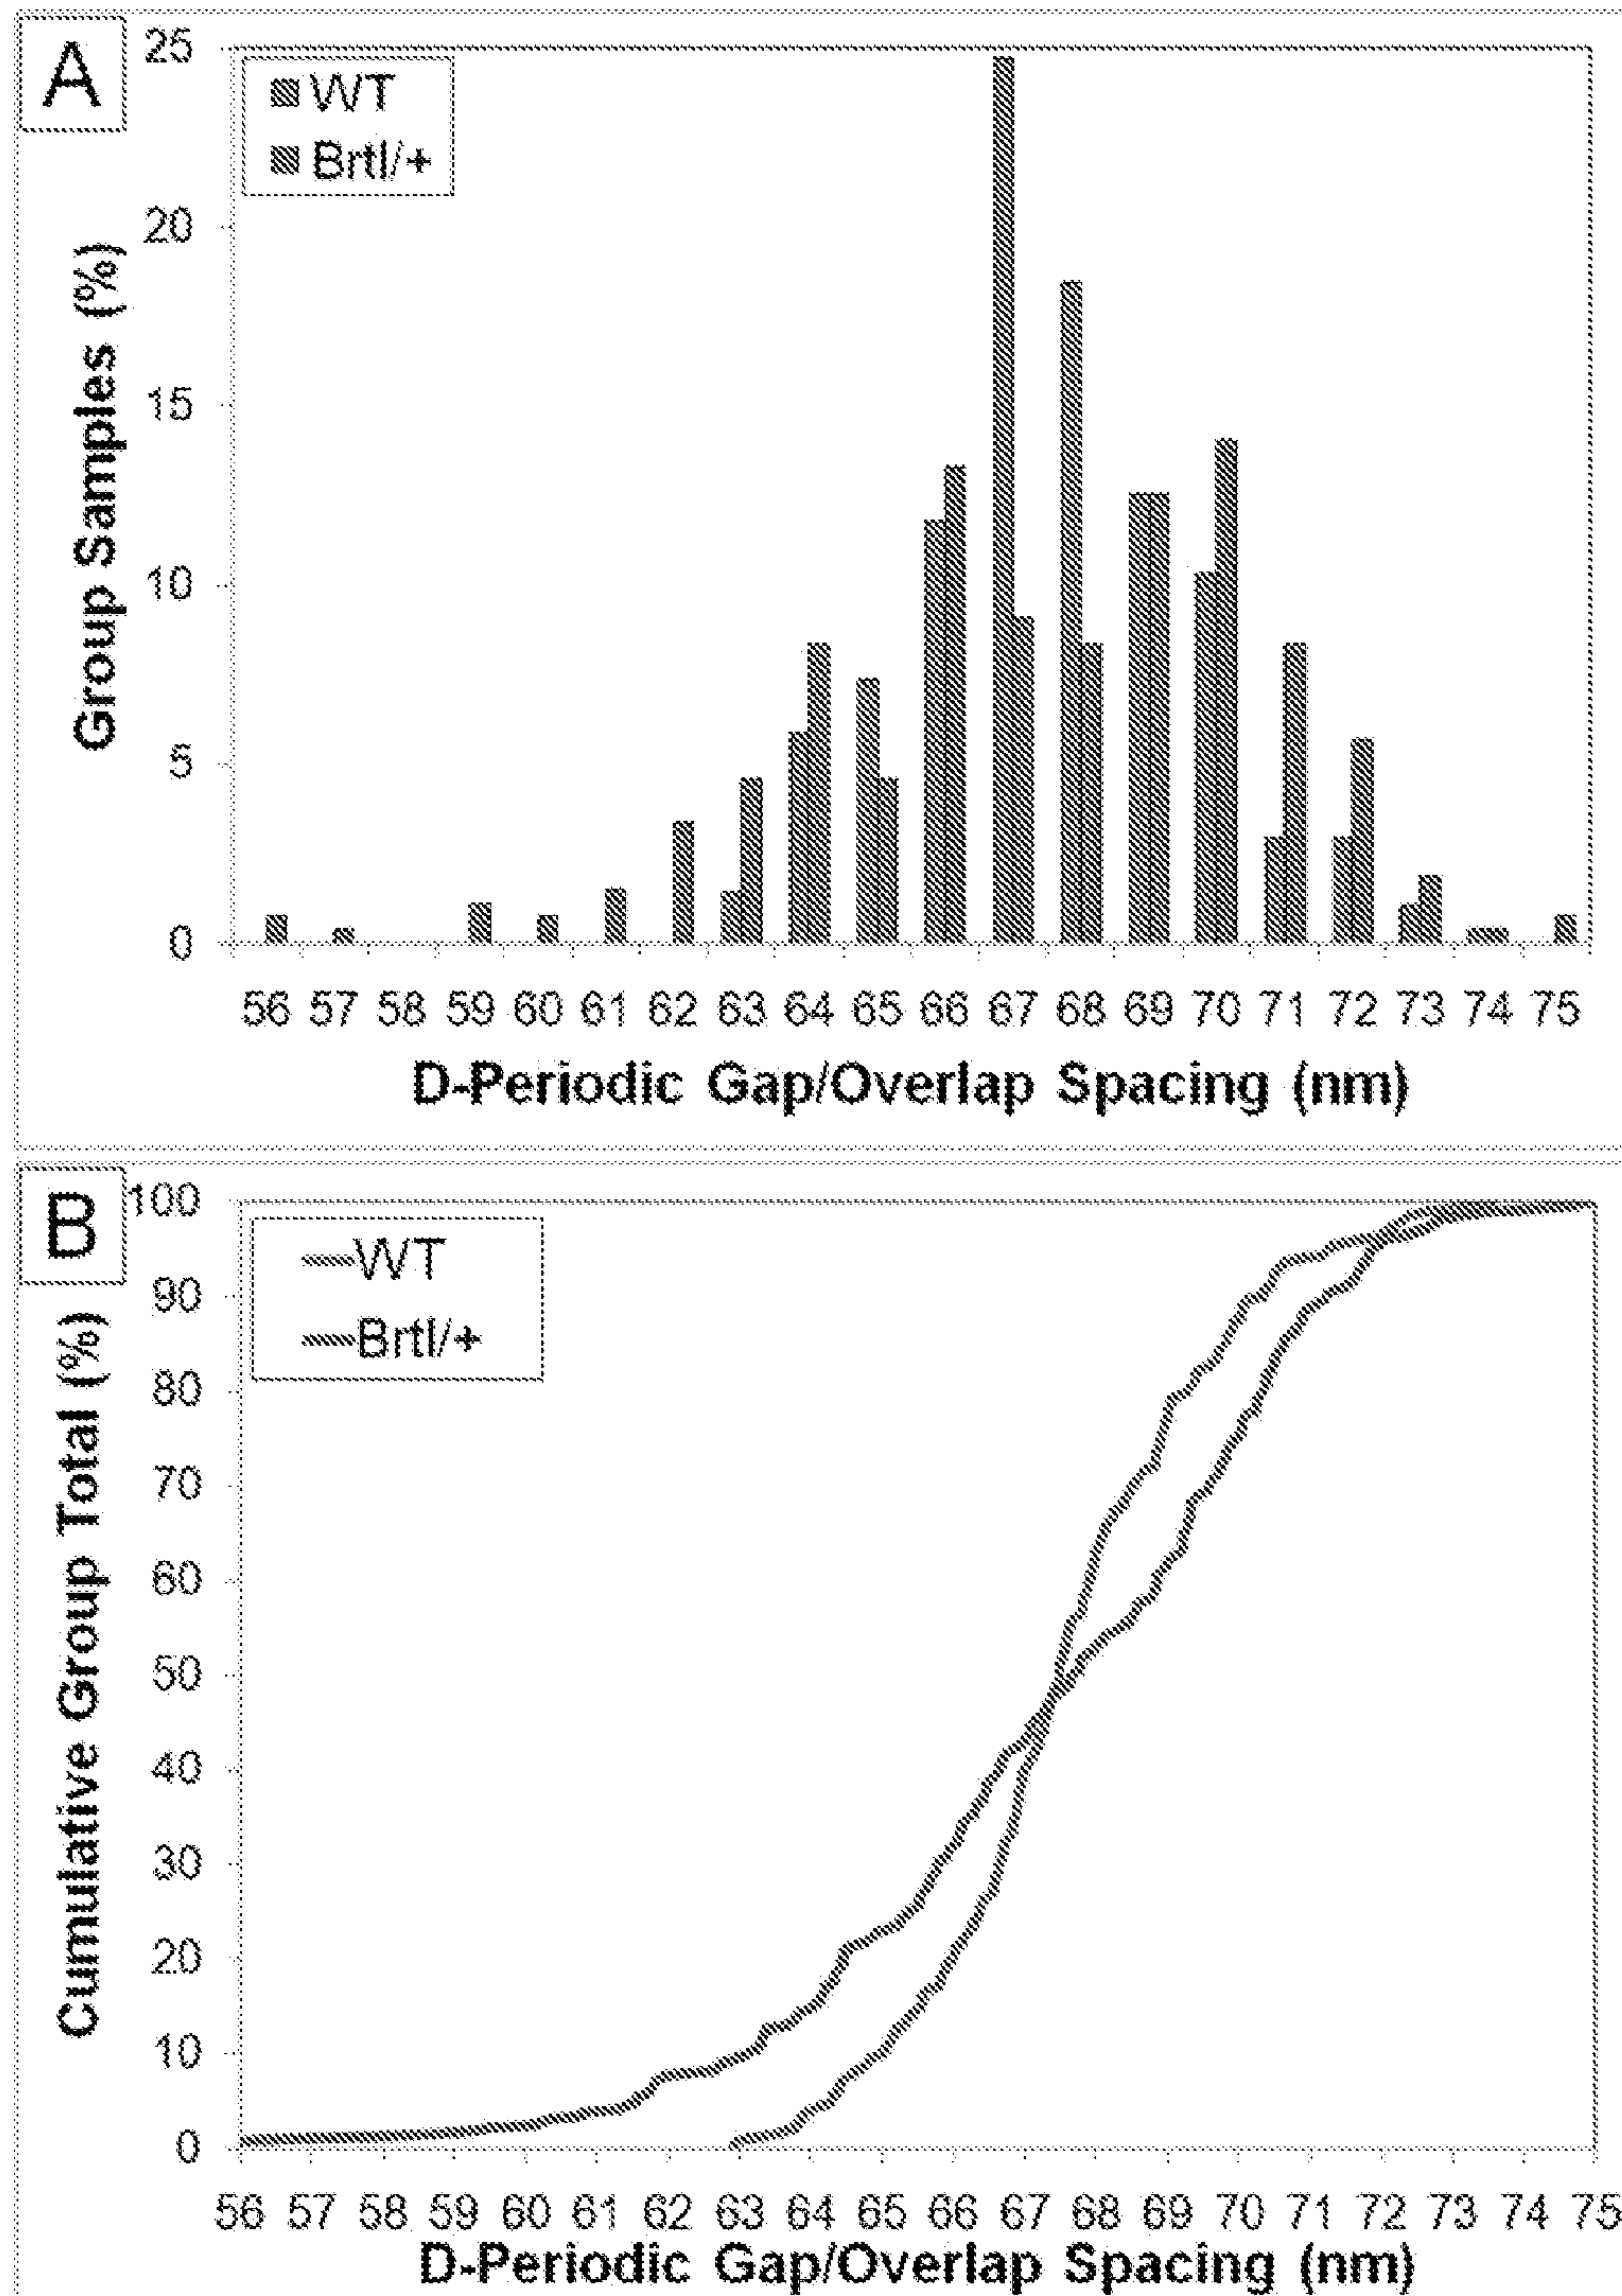 A
25
WT
Brtl/+
20
15
10
5
0
Group Samples (%)
56 57 58 59 60 61 62 63 64 65 66 67 68 69 70 71 72 73 74 75
D-Periodic Gap/Overlap Spacing (nm)
B
100
WT
Brtl/+
90
80
70
60
50
40
30
20
10
0
Cumulative Group Total (%)
56 57 58 59 60 61 62 63 64 65 66 67 68 69 70 71 72 73 74 75
D-Periodic Gap/Overlap Spacing (nm)